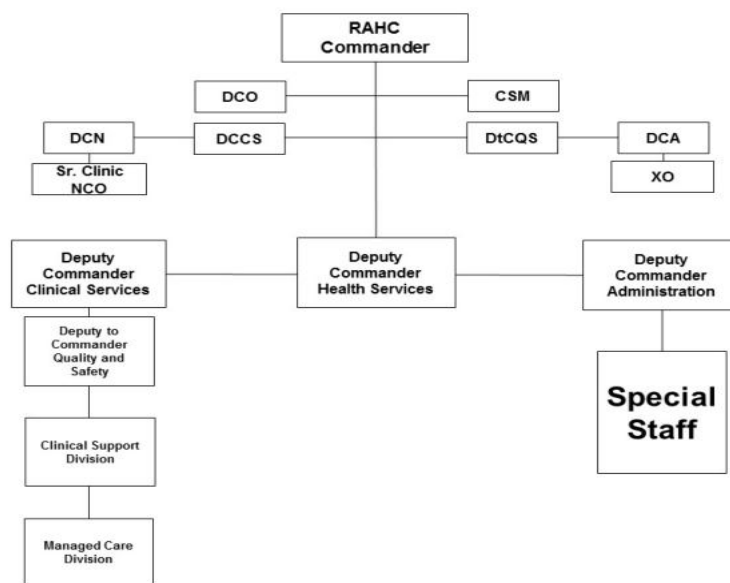 RAHC
Commander
DCO
CSM
DCN
DCCS
DtCQS
DCA
Sr. Clinic
NCO
XO
Deputy
Commander
Clinical Services
Deputy
Commander
Health Services
Deputy
Commander
Administration
Deputy to
Commander
Quality and
Safety
Special
Staff
Clinical Support
Division
Managed Care
Division